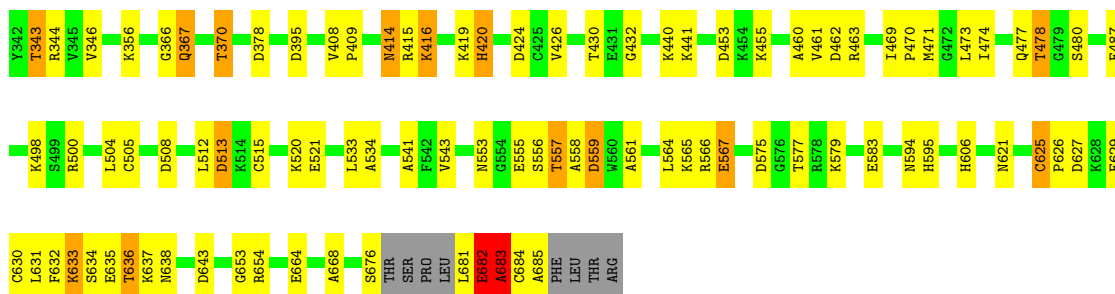 Y342 T343 R344 V345 V346 K356 G366 Q367 T370 D378 D395 V408 P409 N414 R415 K416 K419 H420 D424 C425 V426 T430 E431 G432 K440 K441 D453 K454 K455 A460 V461 D462 R463 I469 P470 M471 G472 L473 I474 Q477 T478 G479 S480
K498 S499 R500 L504 C505 D508 L512 D513 K514 C515 K520 E521 L533 A534 A541 F542 V543 N553 G554 E555 S556 T557 A558 D559 W560 A561 L564 K565 R566 E567 D575 G576 T577 R578 K579 E583 N594 H595 H606 N621 C625 P626 D627 K628
C630 L631 F632 K633 S634 E635 T636 K637 N638 D643 G653 R654 E664 A668 S676 THR SER PRO LEU L681 E682 A683 C684 A685 PHE LEU THR ARG